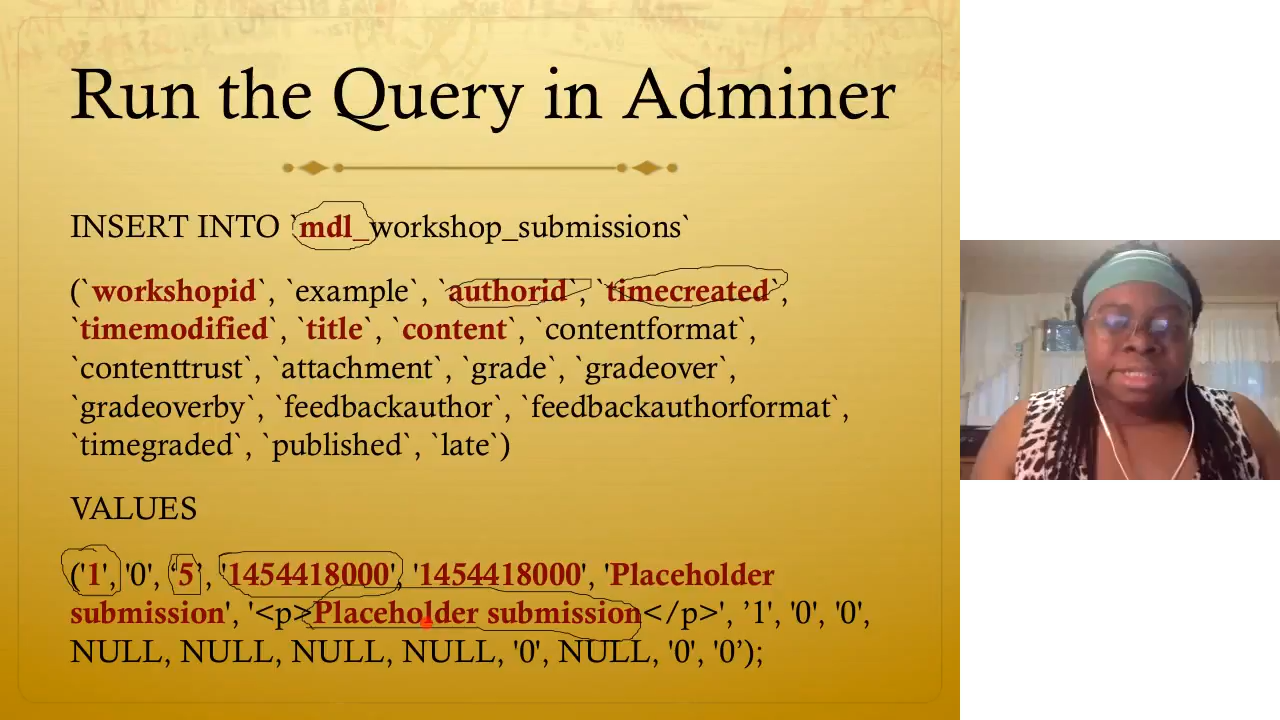 Run the Query in Adminer
INSERT INTO `mdl_workshop_submissions`
(`workshopid`, `example`, `authorid`, `timecreated`,
`timemodified`, `title`, `content`, `contentformat`,
`contenttrust`, `attachment`, `grade`, `gradeover`,
`gradeoverby`, `feedbackauthor`, `feedbackauthorformat`,
`timegraded`, `published`, `late`)
VALUES
('1', '0', ‘5’, '1454418000', '1454418000', 'Placeholder
submission', '<p>Placeholder submission</p>', ’1', '0', '0',
NULL, NULL, NULL, NULL, '0', NULL, '0', '0’);